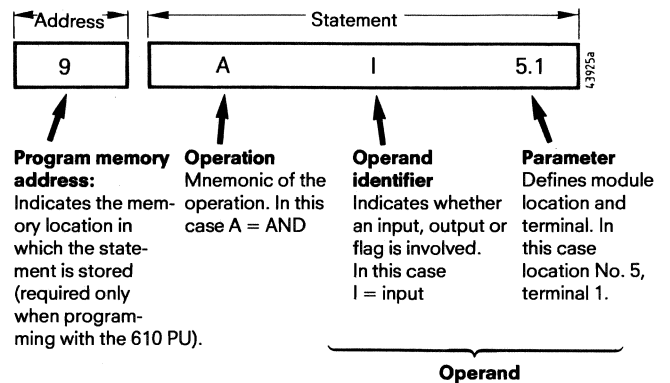 Address
Statement
9
A
I
5.1
43925a
Program memory
address:
Indicates the mem-
ory location in
which the state-
ment is stored
(required only
when program-
ming with the 610 PU).
Operation
Mnemonic of the
operation. In this
case A = AND
Operand
identifier
Indicates whether
an input, output or
flag is involved.
In this case
I = input
Parameter
Defines module
location and
terminal. In
this case
location No. 5,
terminal 1.
Operand